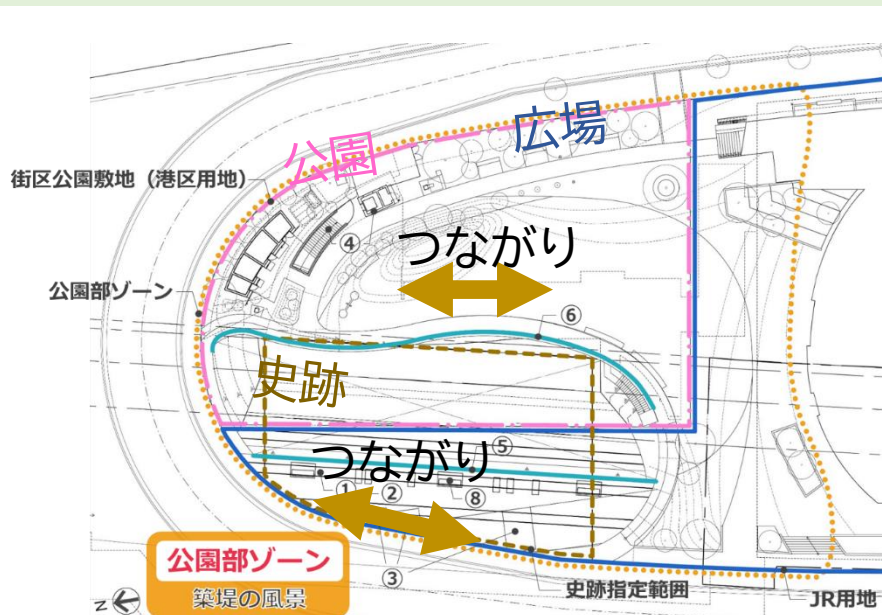 広場
公園
街区公園敷地（港区用地）
④
つながり
公園部ゾーン
⑥
史跡
⑤
つながり
① ② ⑧
公園部ゾーン
築堤の風景
③
史跡指定範囲
JR用地
N